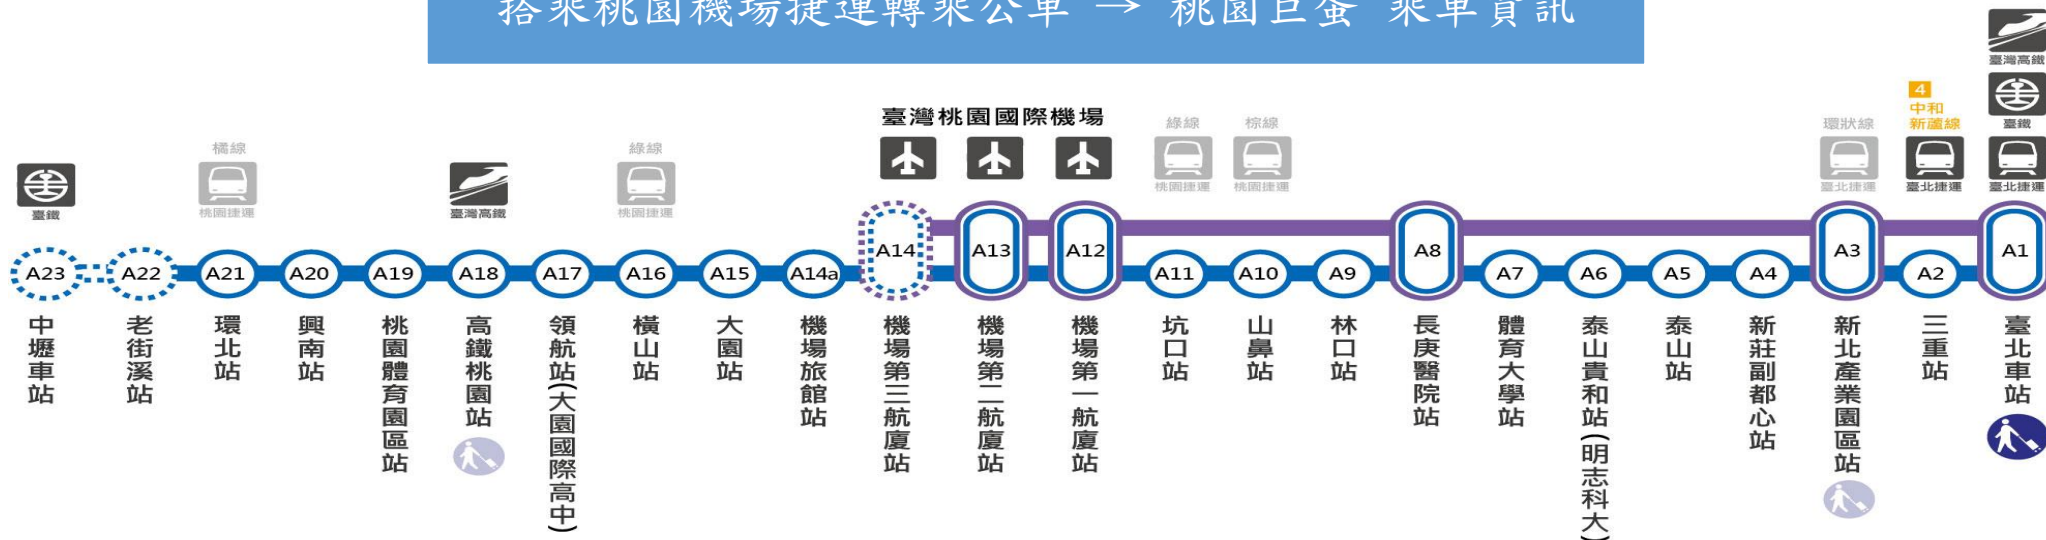 搭乘桃園機場捷運轉乘公車 → 桃園巨蛋 乘車資訊
臺灣高鐵
臺鐵
臺北捷運
4
中和
新蘆線
臺北捷運
環狀線
臺北捷運
臺灣桃園國際機場
綠線
桃園捷運
棕線
桃園捷運
綠線
桃園捷運
臺灣高鐵
橘線
桃園捷運
臺鐵
A23
A22
A21
A20
A19
A18
A17
A16
A15
A14a
A14
A13
A12
A11
A10
A9
A8
A7
A6
A5
A4
A3
A2
A1
中壢車站
老街溪站
環北站
興南站
桃園體育園區站
高鐵桃園站
領航站(大園國際高中)
橫山站
大園站
機場旅館站
機場第三航廈站
機場第二航廈站
機場第一航廈站
坑口站
山鼻站
林口站
長庚醫院站
體育大學站
泰山貴和站(明志科大)
泰山站
新莊副都心站
新北產業園區站
三重站
臺北車站